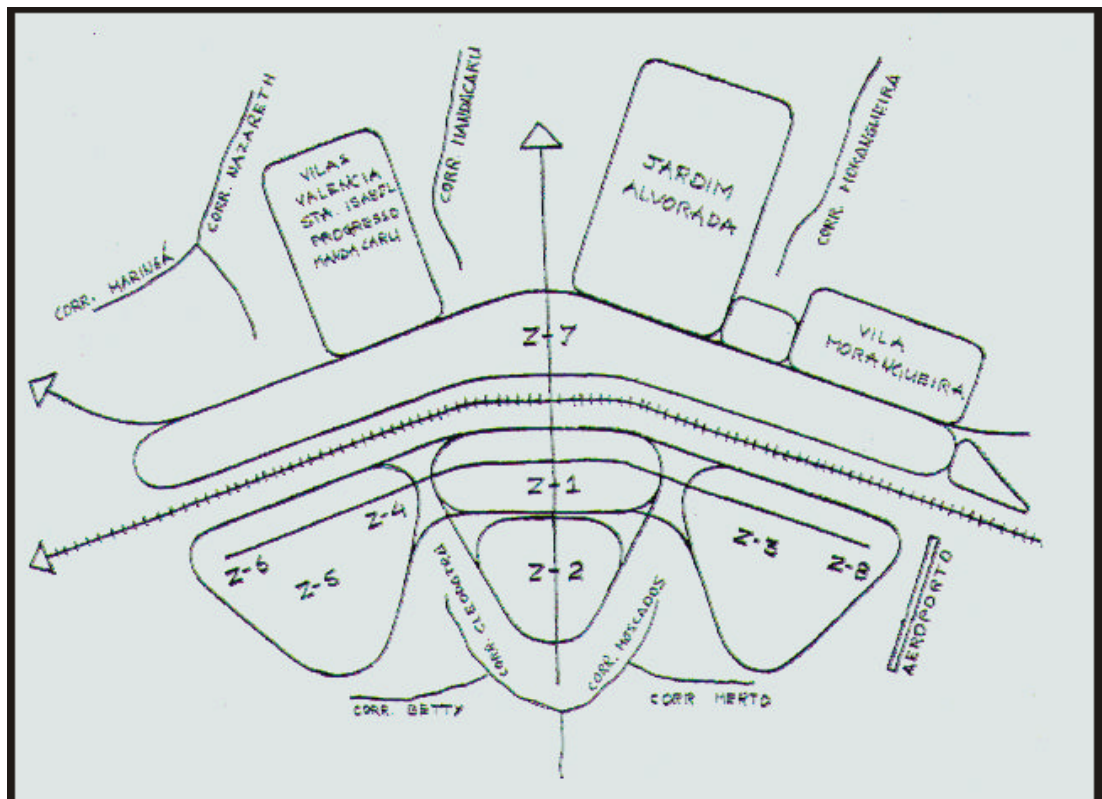 CORR. NAZARETH
CORR. MARINGÁ
VILAS
VALENCIA
STA. ISABEL
PROGRESSO
MANDACARU
CORR. MANDACARU
JARDIM
ALVORADA
CORR. MORANGUEIRA
VILA
MORANGUEIRA
Z-7
Z-1
Z-2
Z-4
Z-6
Z-5
Z-3
Z-8
AEROPORTO
CORR. CLEOPATRA
CORR. MOSCADOS
CORR. BETTY
CORR MERTO